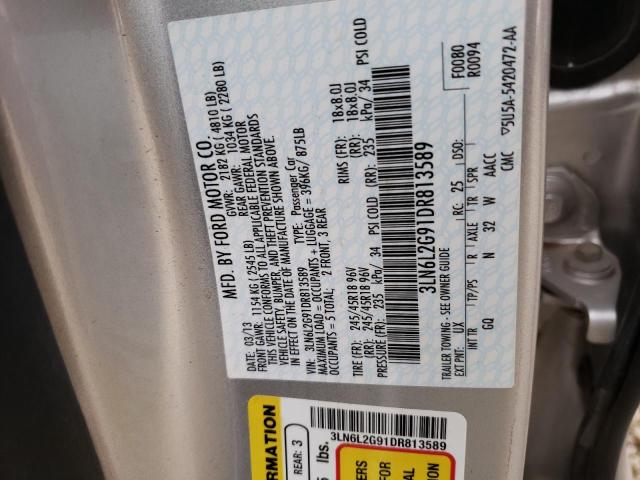 MFD. BY FORD MOTOR CO.
DATE: 03/13 GVWR: 2182 KG ( 4810 LB)
FRONT GAWR: 1154 KG (2545 LB) REAR GAWR: 1034 KG ( 2280 LB)
THIS VEHICLE CONFORMS TO ALL APPLICABLE FEDERAL MOTOR
VEHICLE SAFETY, BUMPER, AND THEFT PREVENTION STANDARDS
IN EFFECT ON THE DATE OF MANUFACTURE SHOWN ABOVE.
VIN: 3LN6L2G91DR813589 TYPE: Passenger Car
MAXIMUM LOAD = OCCUPANTS + LUGGAGE = 396KG/ 875LB
OCCUPANTS = 5 TOTAL: 2 FRONT, 3 REAR
TIRE (FR): 245/45R18 96V RIMS (FR): 18x8.0J
(RR): 245/45R18 96V (RR): 18x8.0J
PRESSURE (FR): 235 kPa/ 34 PSI COLD (RR): 235 kPa/ 34 PSI COLD
3LN6L2G91DR813589
TRAILER TOWING - SEE OWNER GUIDE F0080
EXT PNT: UX RC: 25 DSO: R0094
INT TR TP/PS R AXLE TR SPR
GQ N 32 W AACC
CMC ▽5U5A-5420472-AA
3LN6L2G91DR813589
FORMATION
REAR: 3
lbs.